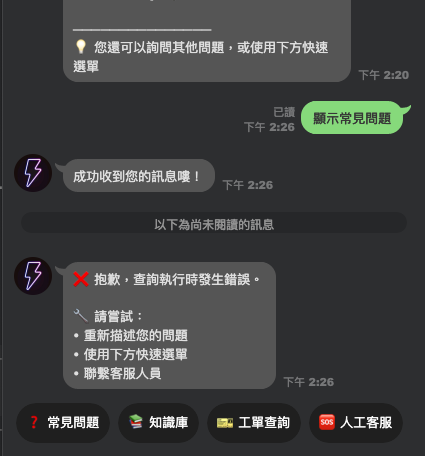 💡 您還可以詢問其他問題，或使用下方快速
選單
下午 2:20
已讀
下午 2:26
顯示常見問題
成功收到您的訊息嘍！
下午 2:26
以下為尚未閱讀的訊息
❌ 抱歉，查詢執行時發生錯誤。
🔧 請嘗試：
• 重新描述您的問題
• 使用下方快速選單
• 聯繫客服人員
下午 2:26
❓ 常見問題
📚 知識庫
🎫 工單查詢
🆘 人工客服